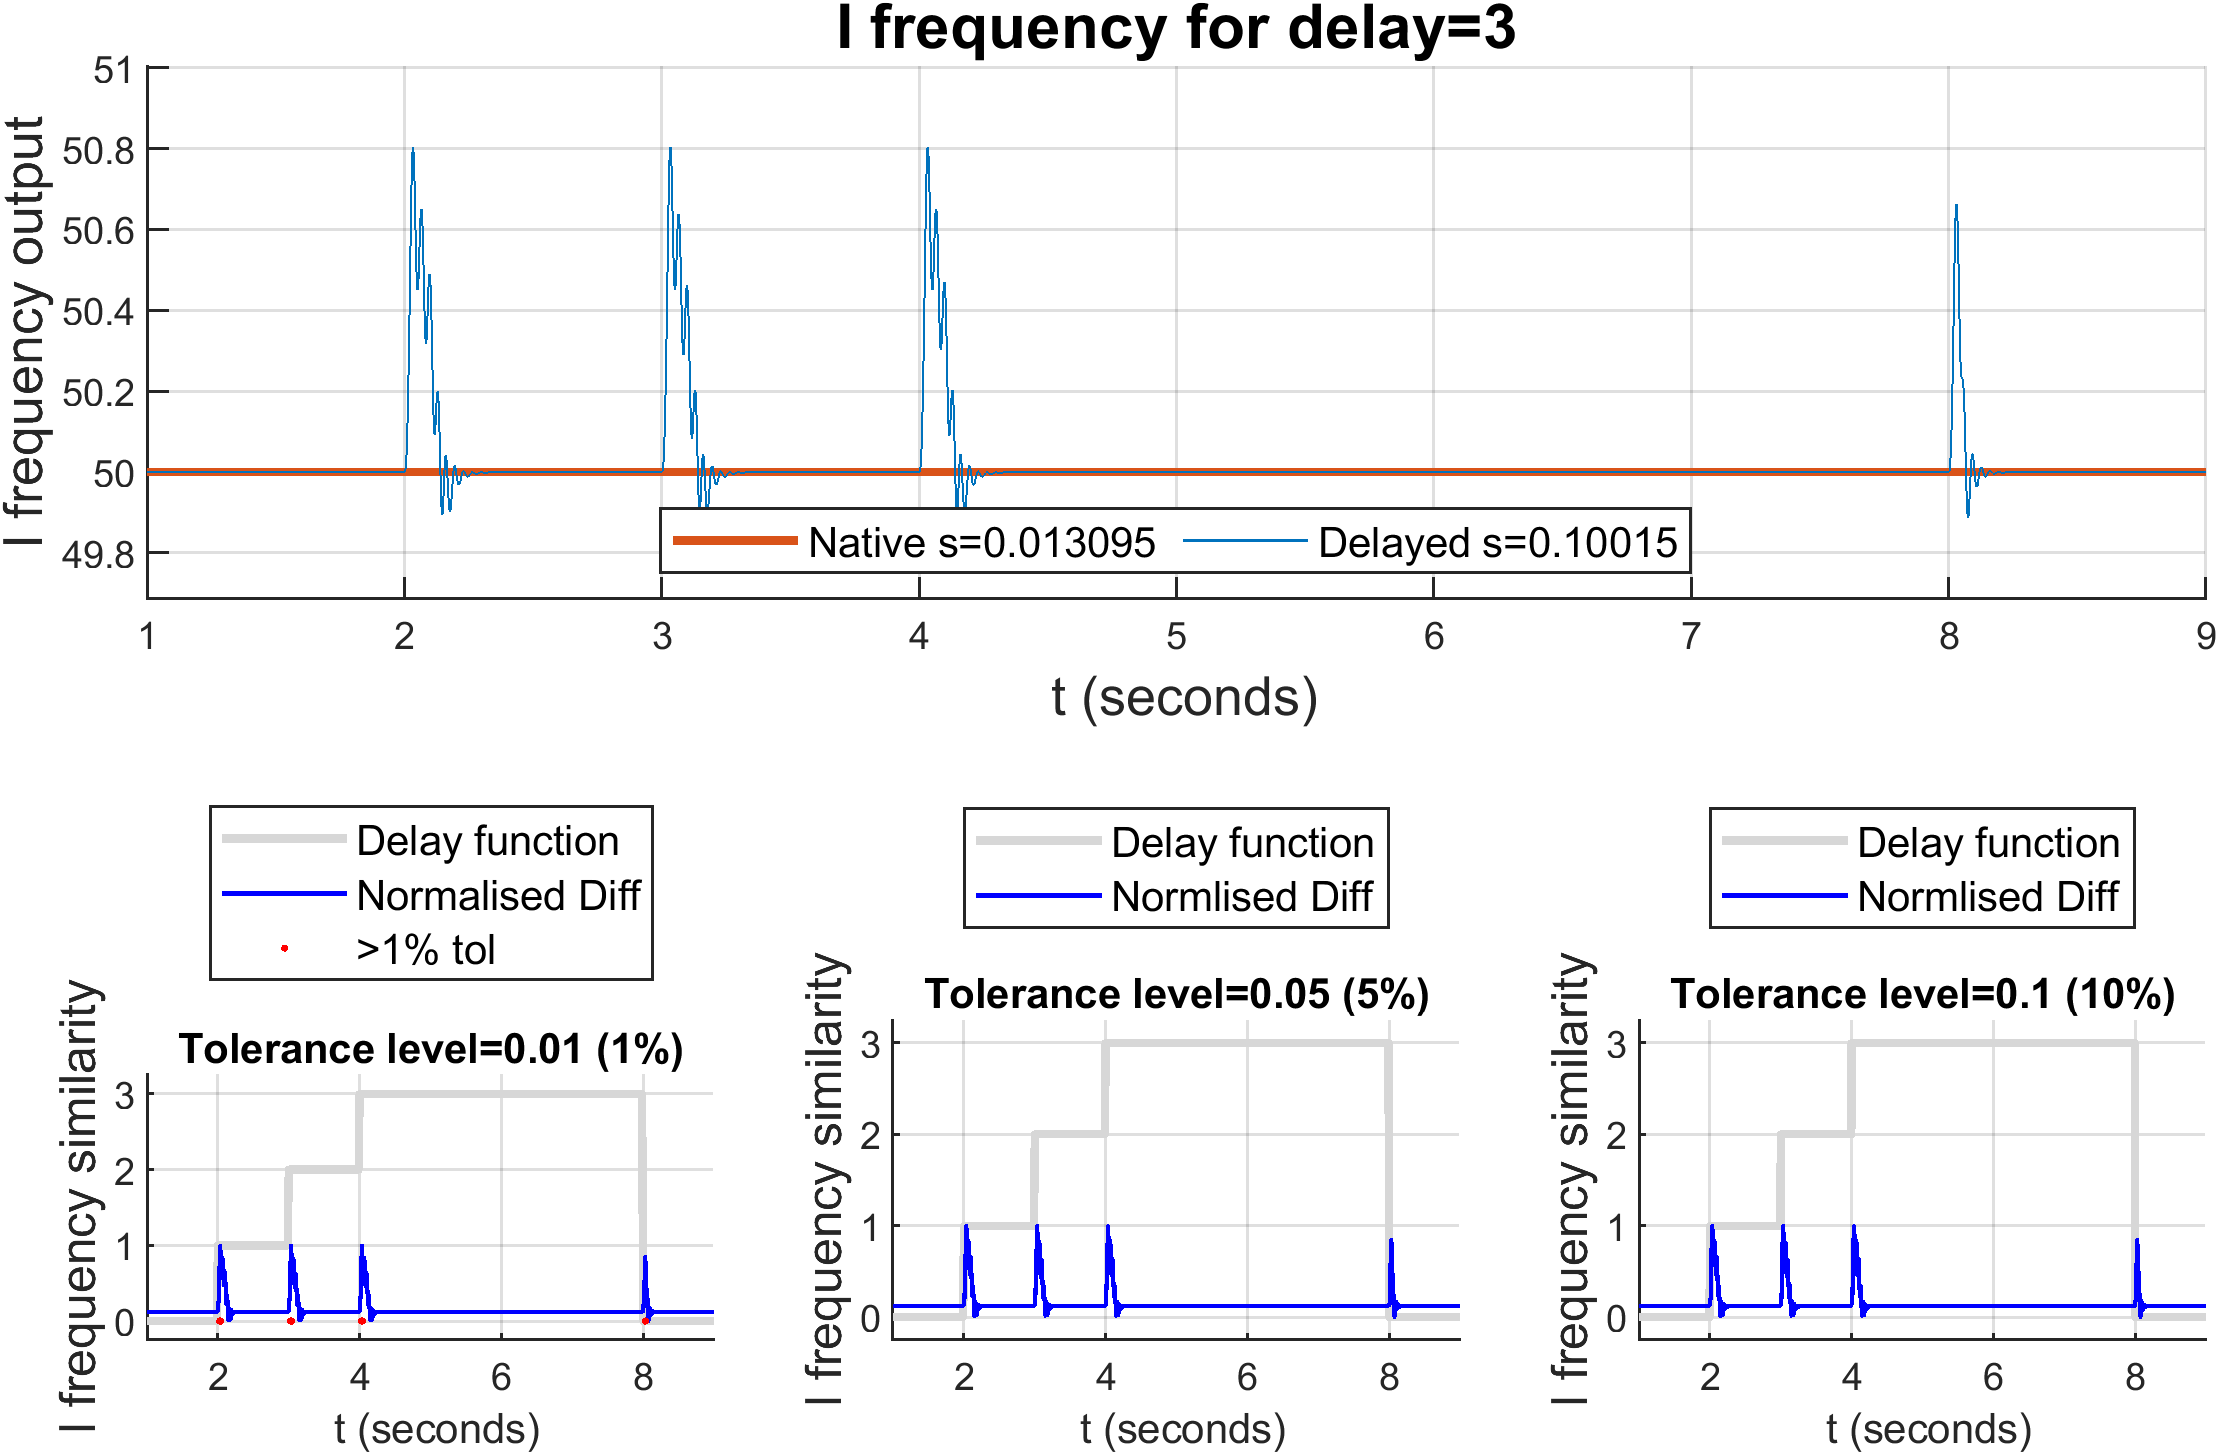 I frequency for delay=3
I frequency output
51
50.8
50.6
50.4
50.2
50
49.8
Native s=0.013095 Delayed s=0.10015
1 2 3 4 5 6 7 8 9
t (seconds)
Delay function
Normalised Diff
>1% tol
Tolerance level=0.01 (1%)
I frequency similarity
3
2
1
0
2 4 6 8
t (seconds)
Delay function
Normlised Diff
Tolerance level=0.05 (5%)
I frequency similarity
3
2
1
0
2 4 6 8
t (seconds)
Delay function
Normlised Diff
Tolerance level=0.1 (10%)
I frequency similarity
3
2
1
0
2 4 6 8
t (seconds)